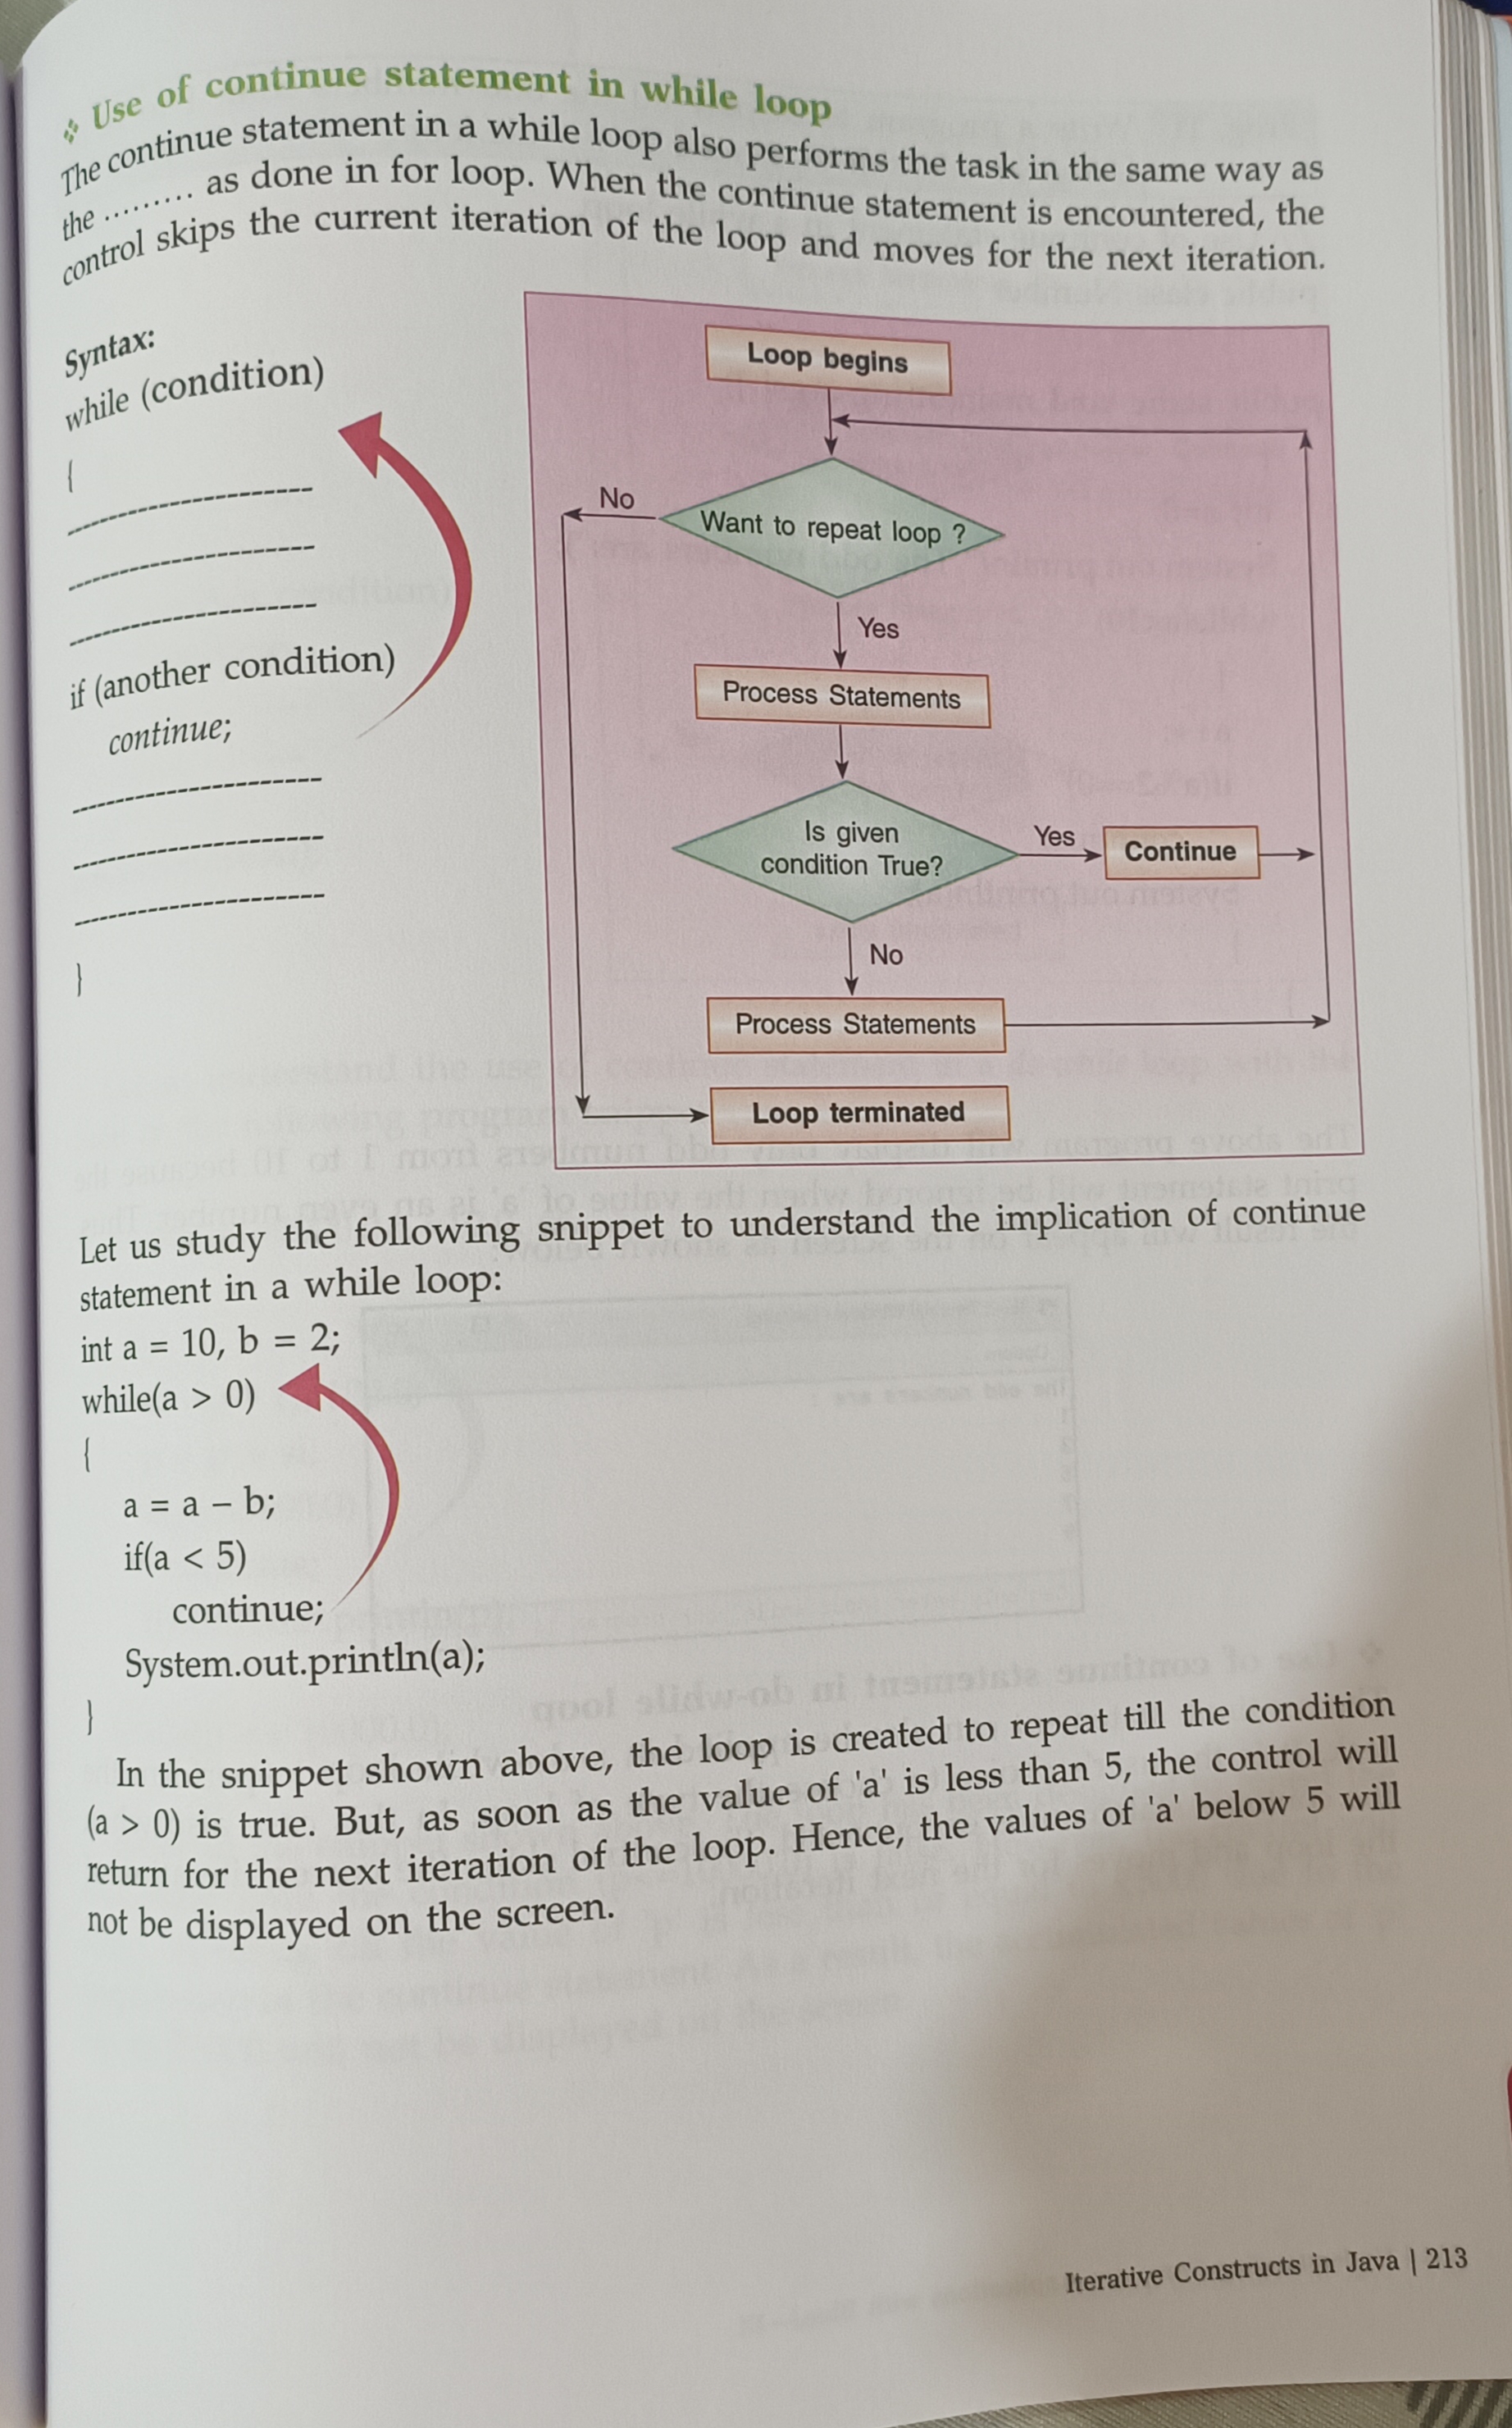 ❖ Use of continue statement in while loop
The continue statement in a while loop also performs the task in the same way as
the ......... as done in for loop. When the continue statement is encountered, the
control skips the current iteration of the loop and moves for the next iteration.
Syntax:
while (condition)
{
if (another condition)
continue;
}
Loop begins
No
Want to repeat loop ?
Yes
Process Statements
Is given
condition True?
Yes
Continue
No
Process Statements
Loop terminated
Let us study the following snippet to understand the implication of continue
statement in a while loop:
int a = 10, b = 2;
while(a > 0)
{
a = a – b;
if(a < 5)
continue;
System.out.println(a);
}
In the snippet shown above, the loop is created to repeat till the condition
(a > 0) is true. But, as soon as the value of 'a' is less than 5, the control will
return for the next iteration of the loop. Hence, the values of 'a' below 5 will
not be displayed on the screen.
Iterative Constructs in Java | 213